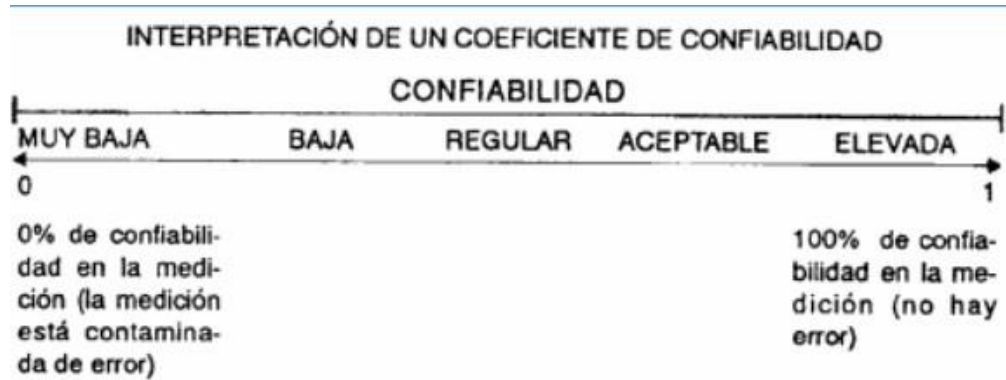 INTERPRETACIÓN DE UN COEFICIENTE DE CONFIABILIDAD
CONFIABILIDAD
MUY BAJA BAJA REGULAR ACEPTABLE ELEVADA
0 1
0% de confiabili-
dad en la medi-
ción (la medición
está contamina-
da de error)
100% de confia-
bilidad en la me-
dición (no hay
error)